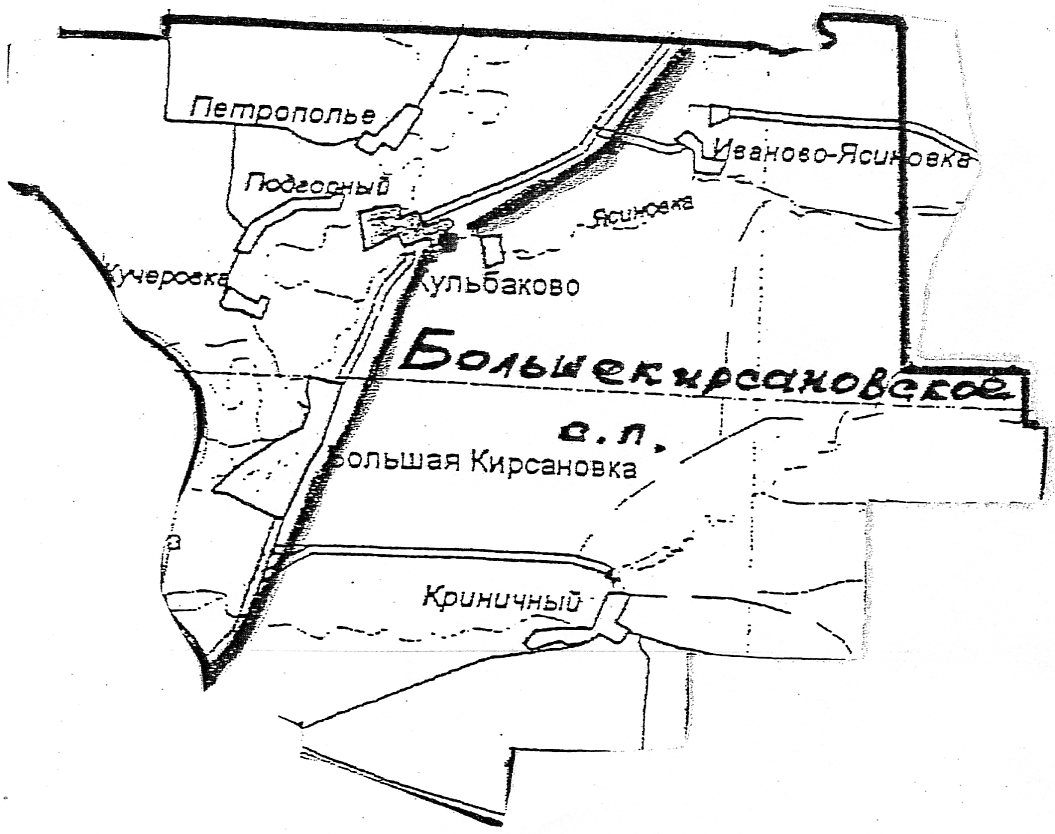 Петрополье
Иваново-Ясиновка
Подгорный
Ясиновка
Кучеровка
Кульбаково
Большекирсановское
с.п.
Большая Кирсановка
Криничный